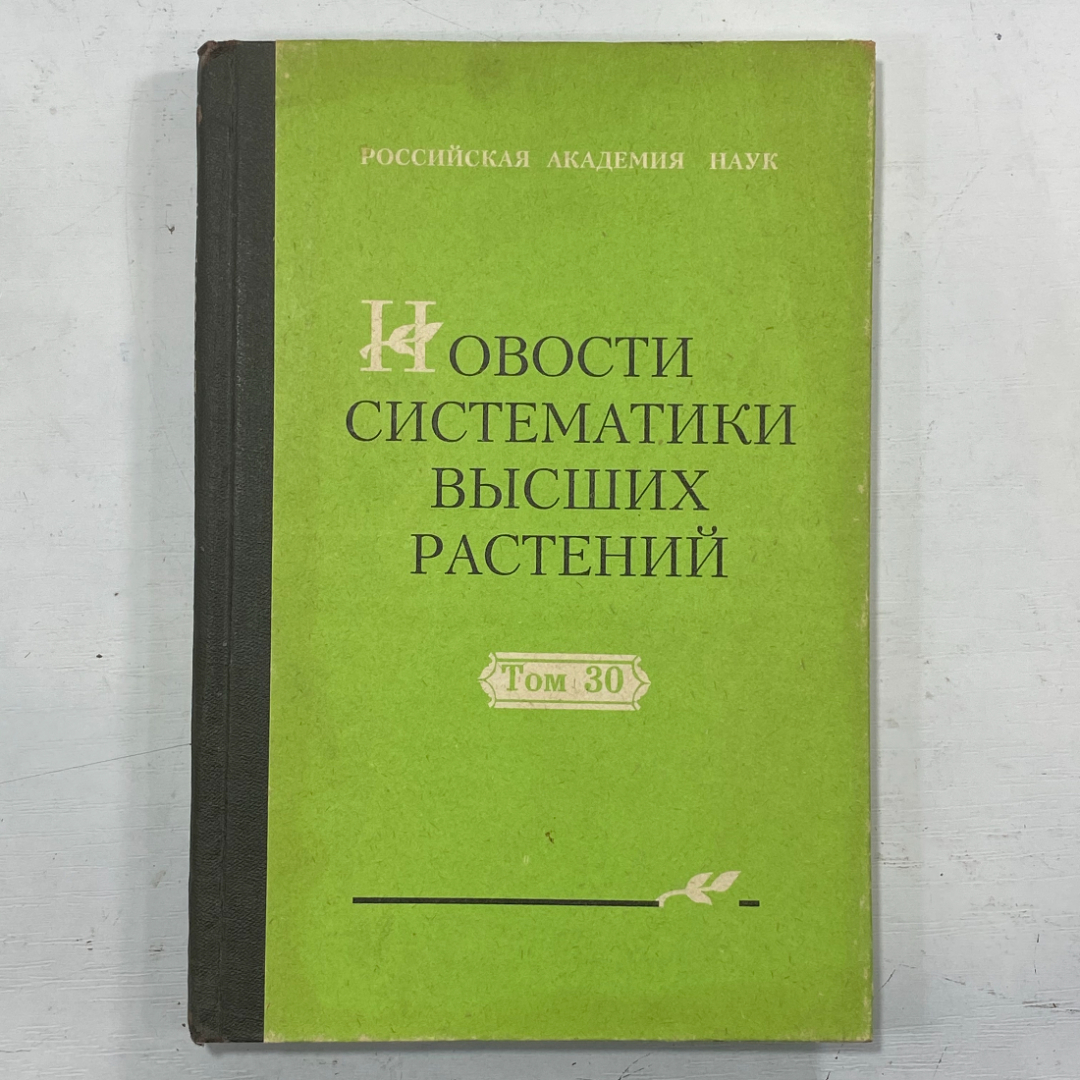 РОССИЙСКАЯ АКАДЕМИЯ НАУК
НОВОСТИ
СИСТЕМАТИКИ
ВЫСШИХ
РАСТЕНИЙ
Том 30